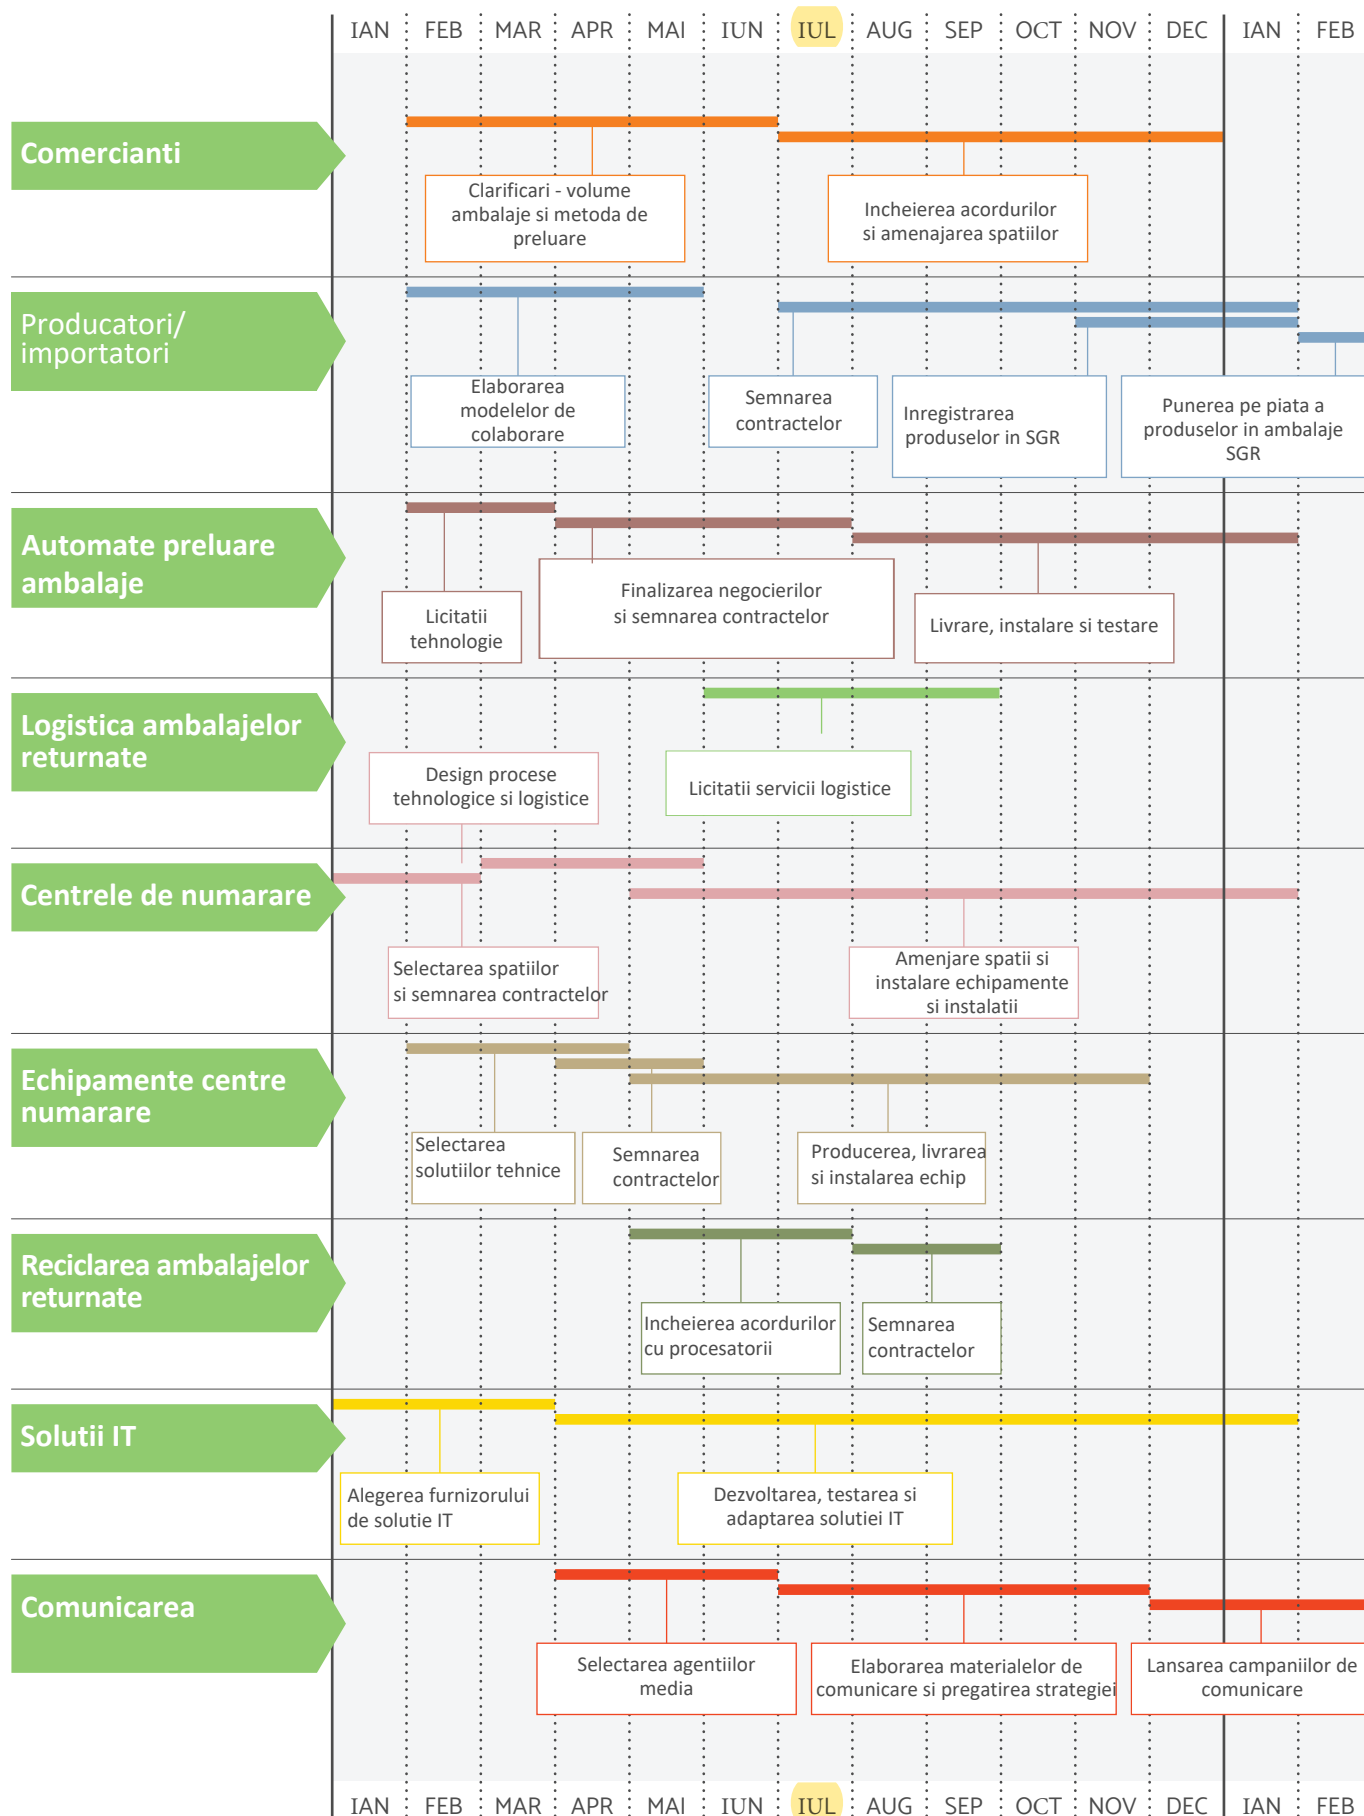 IAN FEB MAR APR MAI IUN IUL AUG SEP OCT NOV DEC IAN FEB
Comercianti
Clarificari - volume
ambalaje si metoda de
preluare
Incheierea acordurilor
si amenajarea spatiilor
Producatori/
importatori
Elaborarea
modelelor de
colaborare
Semnarea
contractelor
Inregistrarea
produselor in SGR
Punerea pe piata a
produselor in ambalaje
SGR
Automate preluare
ambalaje
Licitatii
tehnologie
Finalizarea negocierilor
si semnarea contractelor
Livrare, instalare si testare
Logistica ambalajelor
returnate
Design procese
tehnologice si logistice
Licitatii servicii logistice
Centrele de numarare
Selectarea spatiilor
si semnarea contractelor
Amenjare spatii si
instalare echipamente
si instalatii
Echipamente centre
numarare
Selectarea
solutiilor tehnice
Semnarea
contractelor
Producerea, livrarea
si instalarea echip
Reciclarea ambalajelor
returnate
Incheierea acordurilor
cu procesatorii
Semnarea
contractelor
Solutii IT
Alegerea furnizorului
de solutie IT
Dezvoltarea, testarea si
adaptarea solutiei IT
Comunicarea
Selectarea agentiilor
media
Elaborarea materialelor de
comunicare si pregatirea strategiei
Lansarea campaniilor de
comunicare
IAN FEB MAR APR MAI IUN IUL AUG SEP OCT NOV DEC IAN FEB